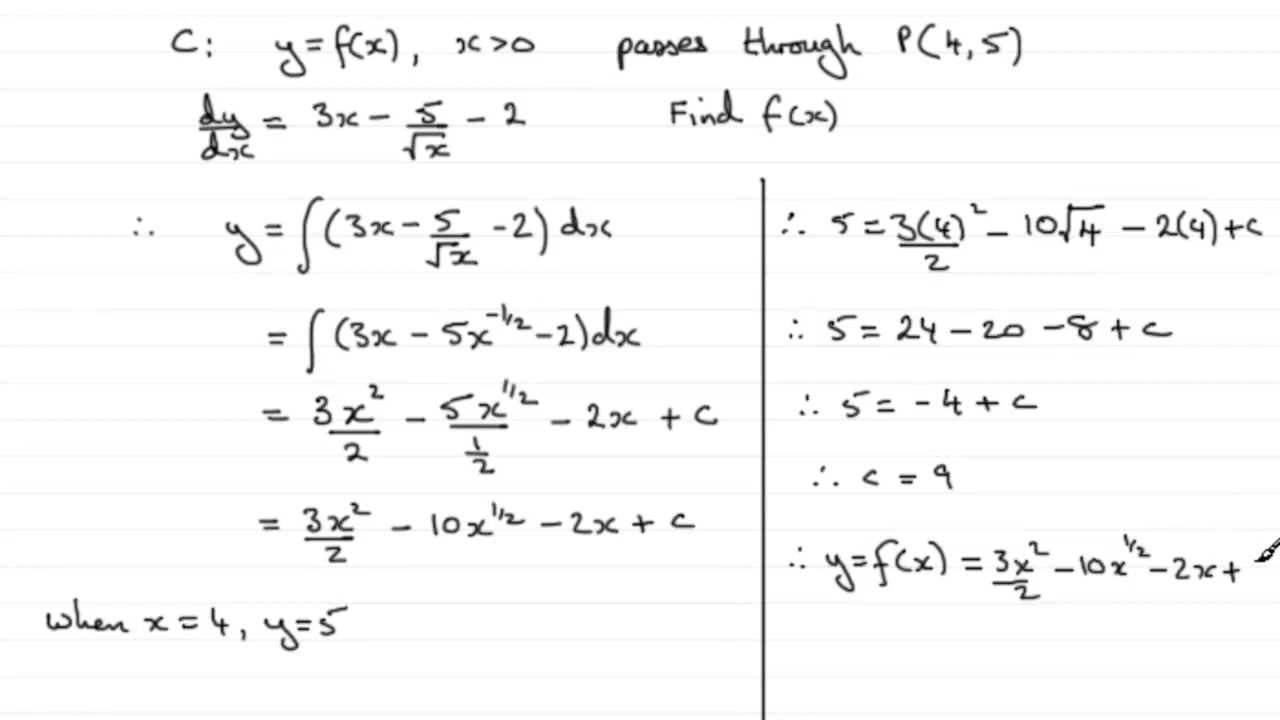 C: y = f(x), x>0 passes through P(4, 5)
dy/dx = 3x − 5/√x − 2 Find f(x)
∴ y = ∫(3x − 5/√x − 2) dx
= ∫(3x − 5x^(-1/2) − 2) dx
= 3x²/2 − 5x^(1/2)/(1/2) − 2x + c
= 3x²/2 − 10x^(1/2) − 2x + c
when x = 4, y = 5
∴ 5 = 3(4)²/2 − 10√4 − 2(4) + c
∴ 5 = 24 − 20 − 8 + c
∴ 5 = −4 + c
∴ c = 9
∴ y = f(x) = 3x²/2 − 10x^(1/2) − 2x +